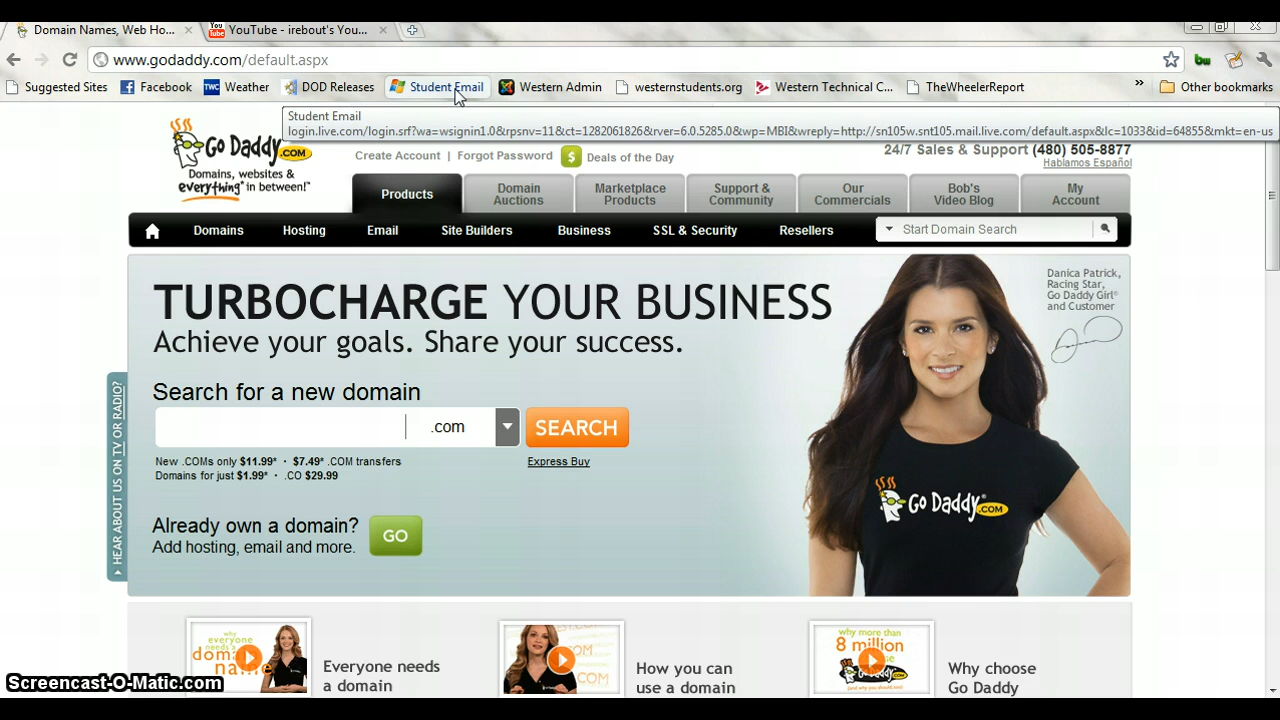 Domain Names, Web Ho...
YouTube - irebout's You...
www.godaddy.com/default.aspx
Suggested Sites
Facebook
TWC
Weather
DOD Releases
Student Email
Western Admin
westernstudents.org
Western Technical C...
TheWheelerReport
»
Other bookmarks
Student Email
login.live.com/login.srf?wa=wsignin1.0&rpsnv=11&ct=1282061826&rver=6.0.5285.0&wp=MBI&wreply=http://sn105w.snt105.mail.live.com/default.aspx&lc=1033&id=64855&mkt=en-us
Go Daddy.COM
Domains, websites &
everything* in between!™
Create Account | Forgot Password
$ Deals of the Day
24/7 Sales & Support (480) 505-8877
Hablamos Español
Products
Domain
Auctions
Marketplace
Products
Support &
Community
Our
Commercials
Bob's
Video Blog
My
Account
Domains
Hosting
Email
Site Builders
Business
SSL & Security
Resellers
Start Domain Search
TURBOCHARGE YOUR BUSINESS
Achieve your goals. Share your success.
Danica Patrick,
Racing Star,
Go Daddy Girl®
and Customer
Search for a new domain
.com
SEARCH
New .COMs only $11.99* · $7.49* .COM transfers
Domains for just $1.99* · .CO $29.99
Express Buy
Go Daddy®.COM
HEAR ABOUT US ON TV OR RADIO?
Already own a domain?
Add hosting, email and more.
GO
why
everyone
needs a
domain
name
Everyone needs
a domain
.COM
How you can
use a domain
why more than
8 million
Why choose
Go Daddy
Screencast-O-Matic.com